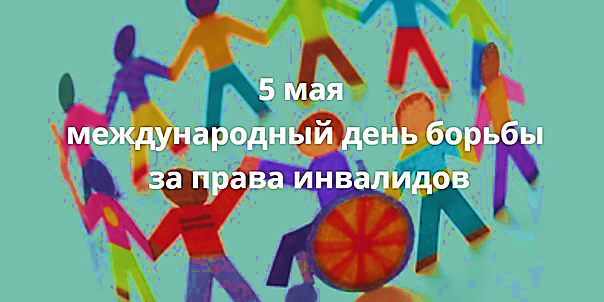 5 мая
международный день борьбы
за права инвалидов